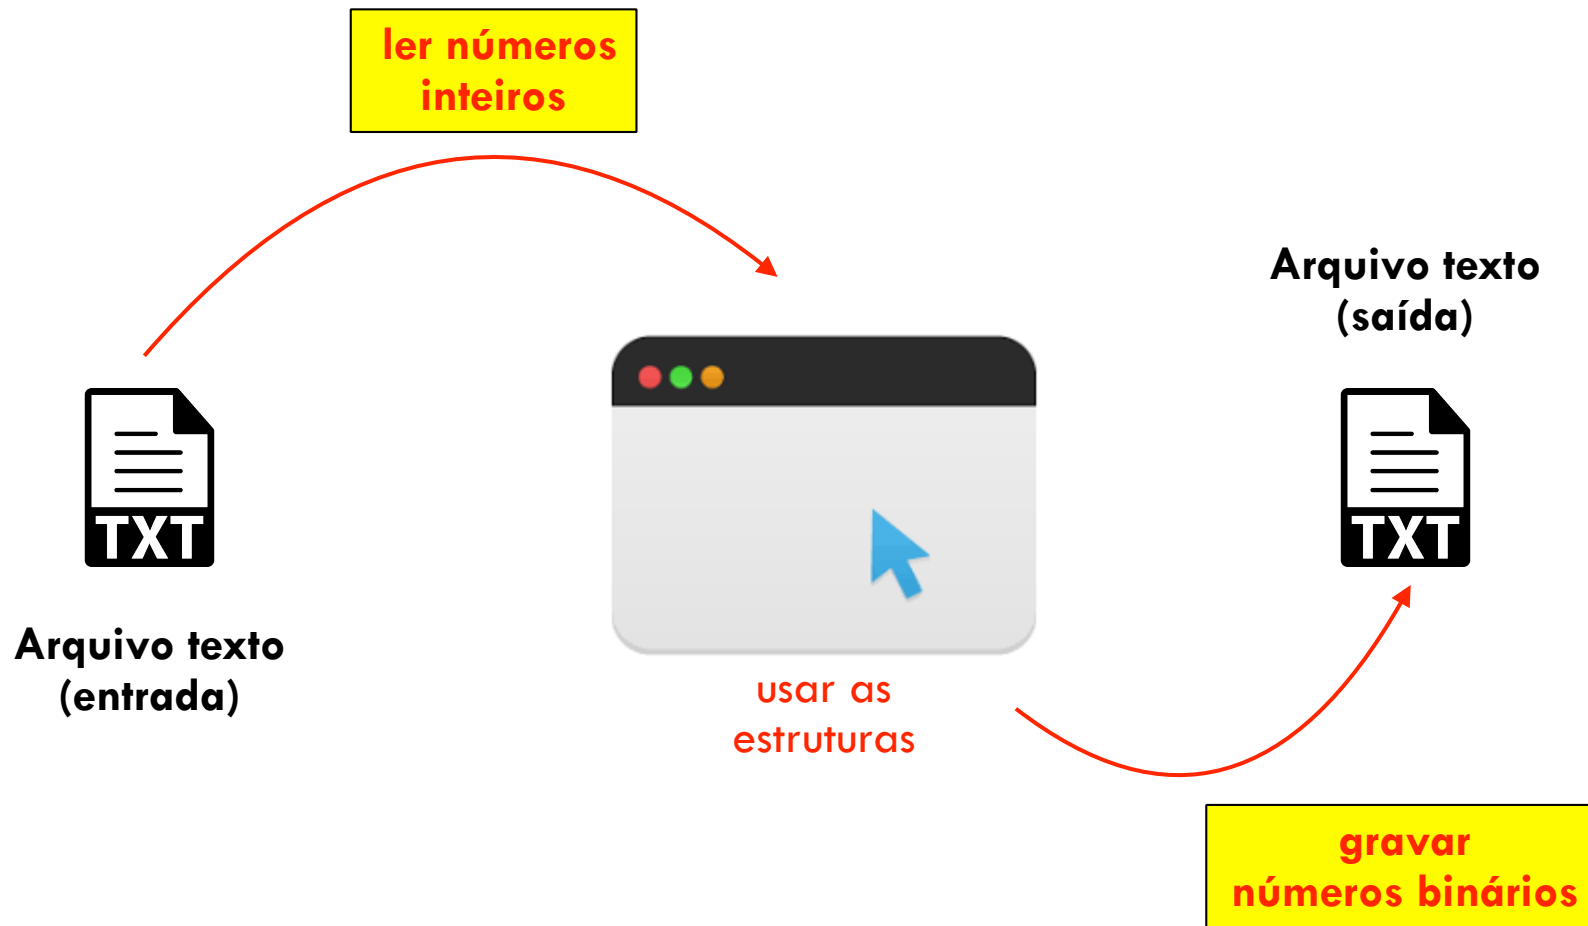 ler números
inteiros
Arquivo texto
(saída)
TXT
TXT
Arquivo texto
(entrada)
usar as
estruturas
gravar
números binários